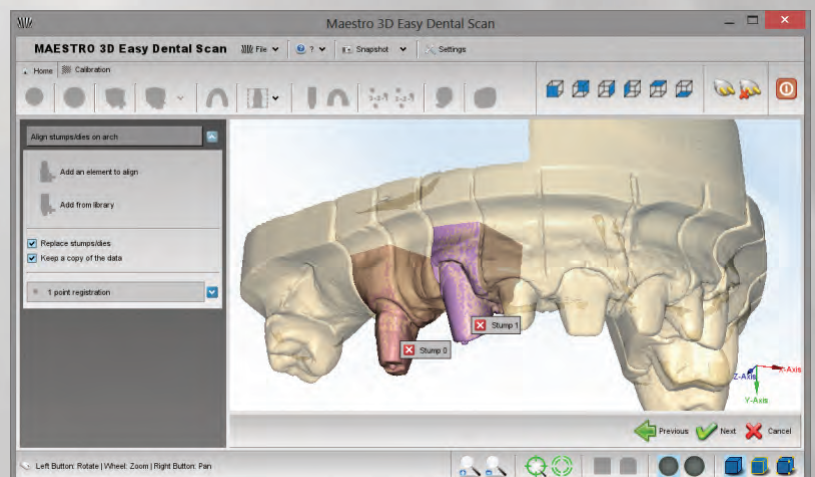 Maestro 3D Easy Dental Scan
MAESTRO 3D Easy Dental Scan File ? Snapshot Settings
Home Calibration
Align stumps/dies on arch
Add an element to align
Add from library
Replace stumps/dies
Keep a copy of the data
1 point registration
Stump 1
Stump 0
Z-Axis X-Axis
Y-Axis
Previous Next Cancel
Left Button: Rotate | Wheel: Zoom | Right Button: Pan